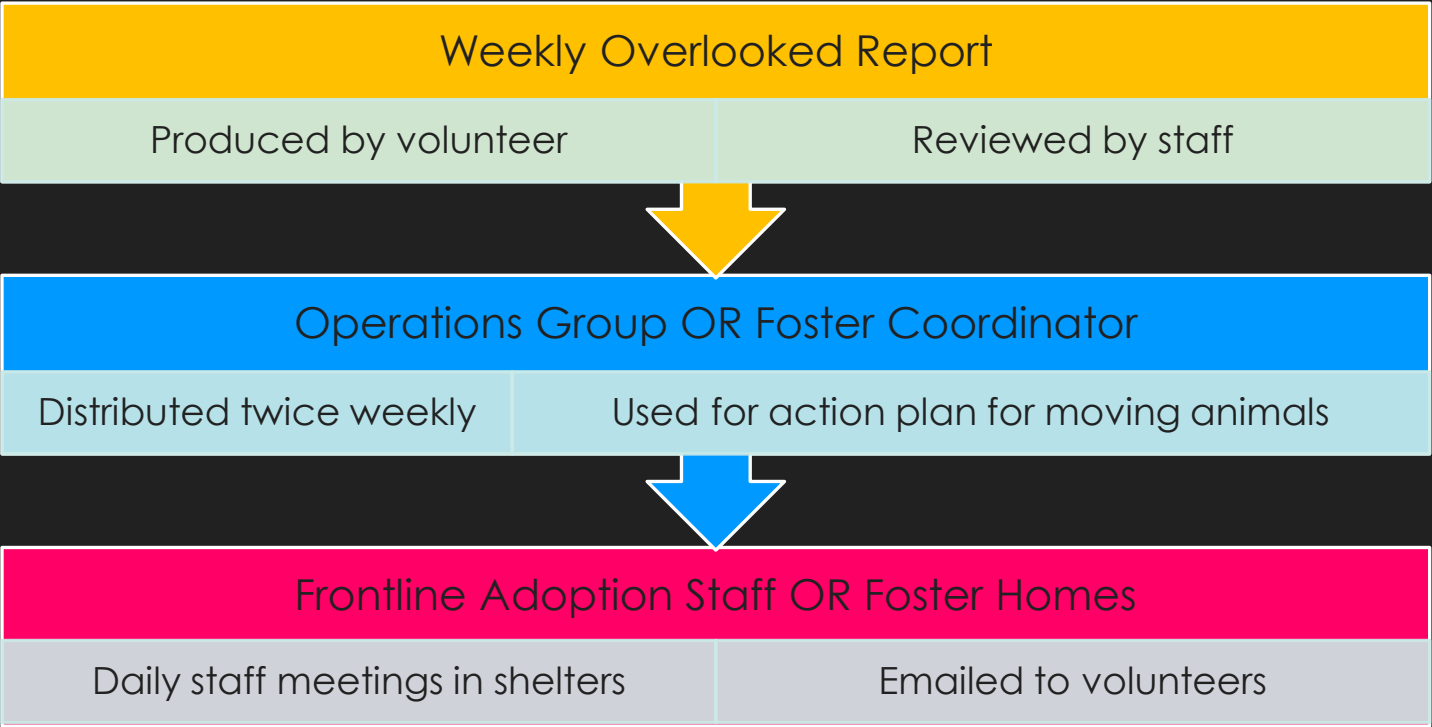 Weekly Overlooked Report
Produced by volunteer
Reviewed by staff
Operations Group OR Foster Coordinator
Distributed twice weekly
Used for action plan for moving animals
Frontline Adoption Staff OR Foster Homes
Daily staff meetings in shelters
Emailed to volunteers